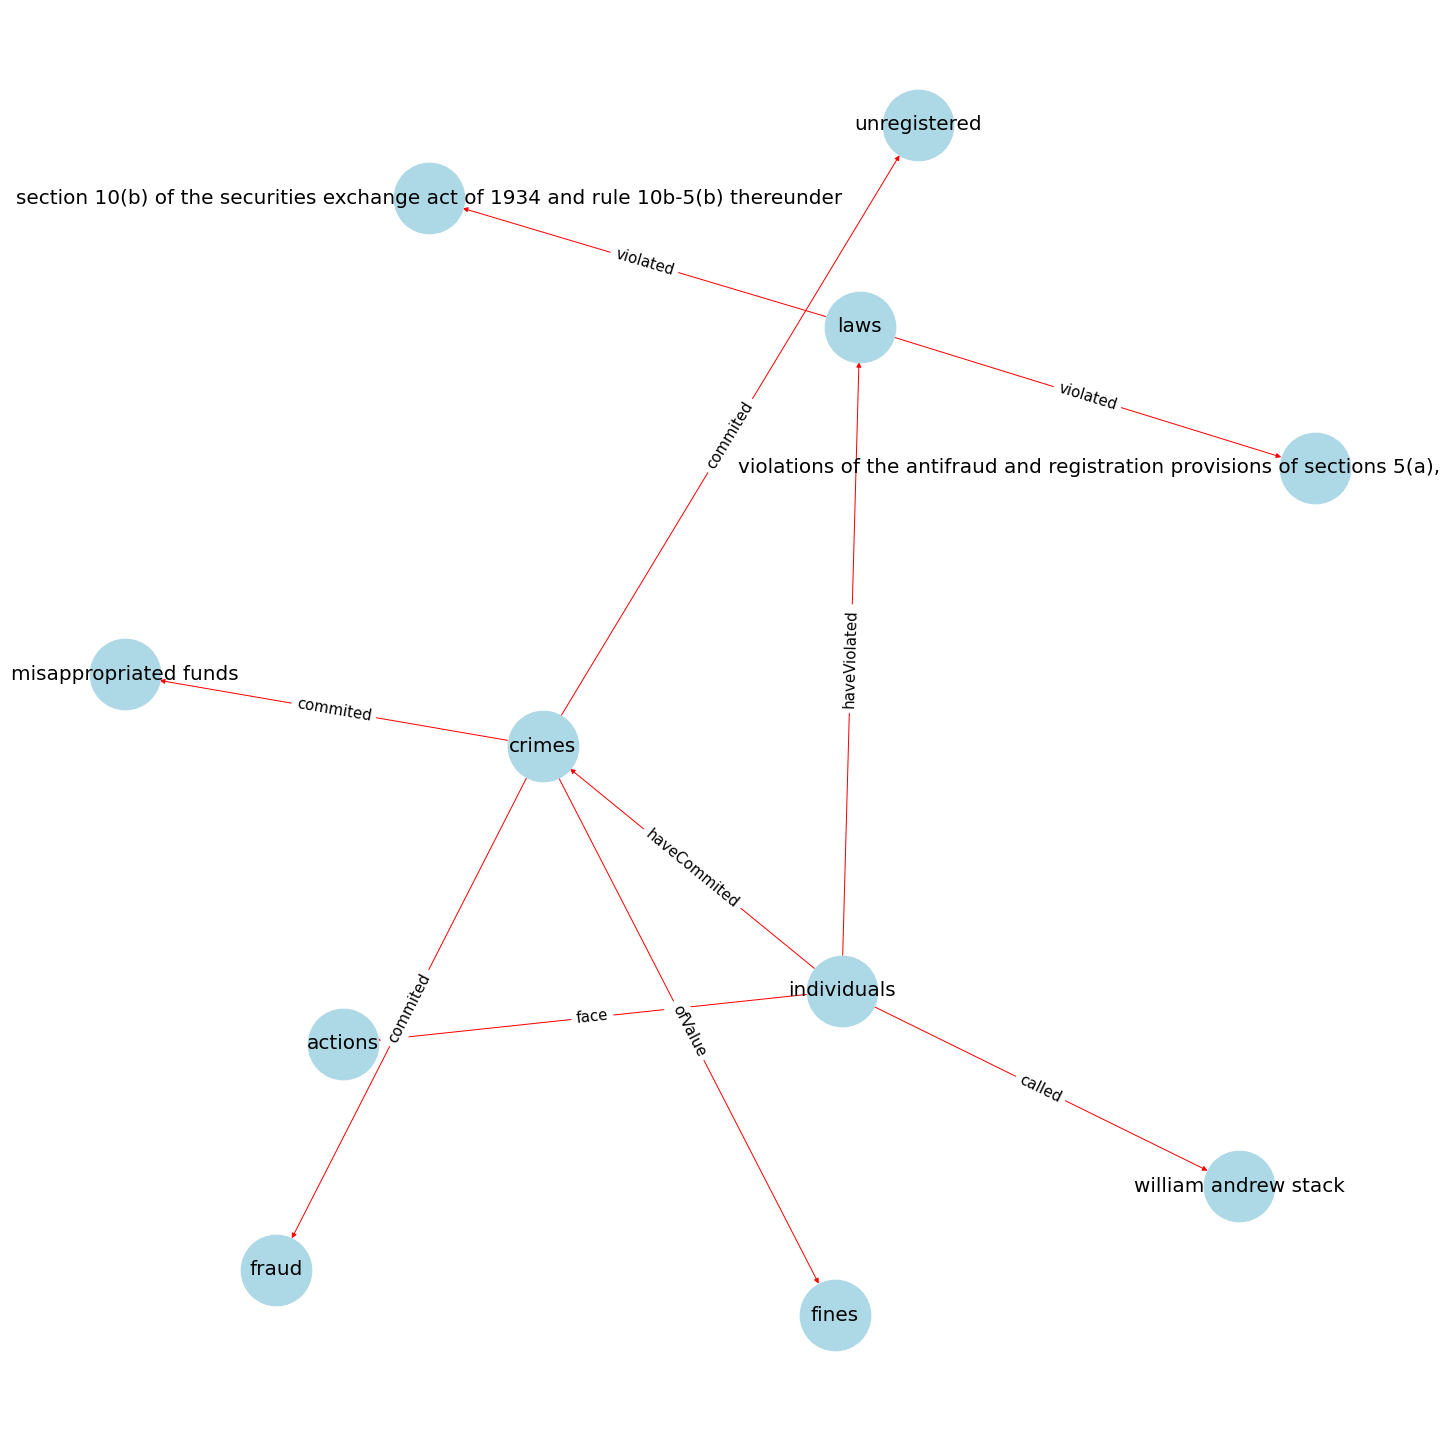 unregistered
section 10(b) of the securities exchange act of 1934 and rule 10b-5(b) thereunder
violated
laws
violated
commited
violations of the antifraud and registration provisions of sections 5(a),
haveViolated
misappropriated funds
commited
crimes
haveCommited
individuals
commited
face
ofValue
actions
called
william andrew stack
fraud
fines